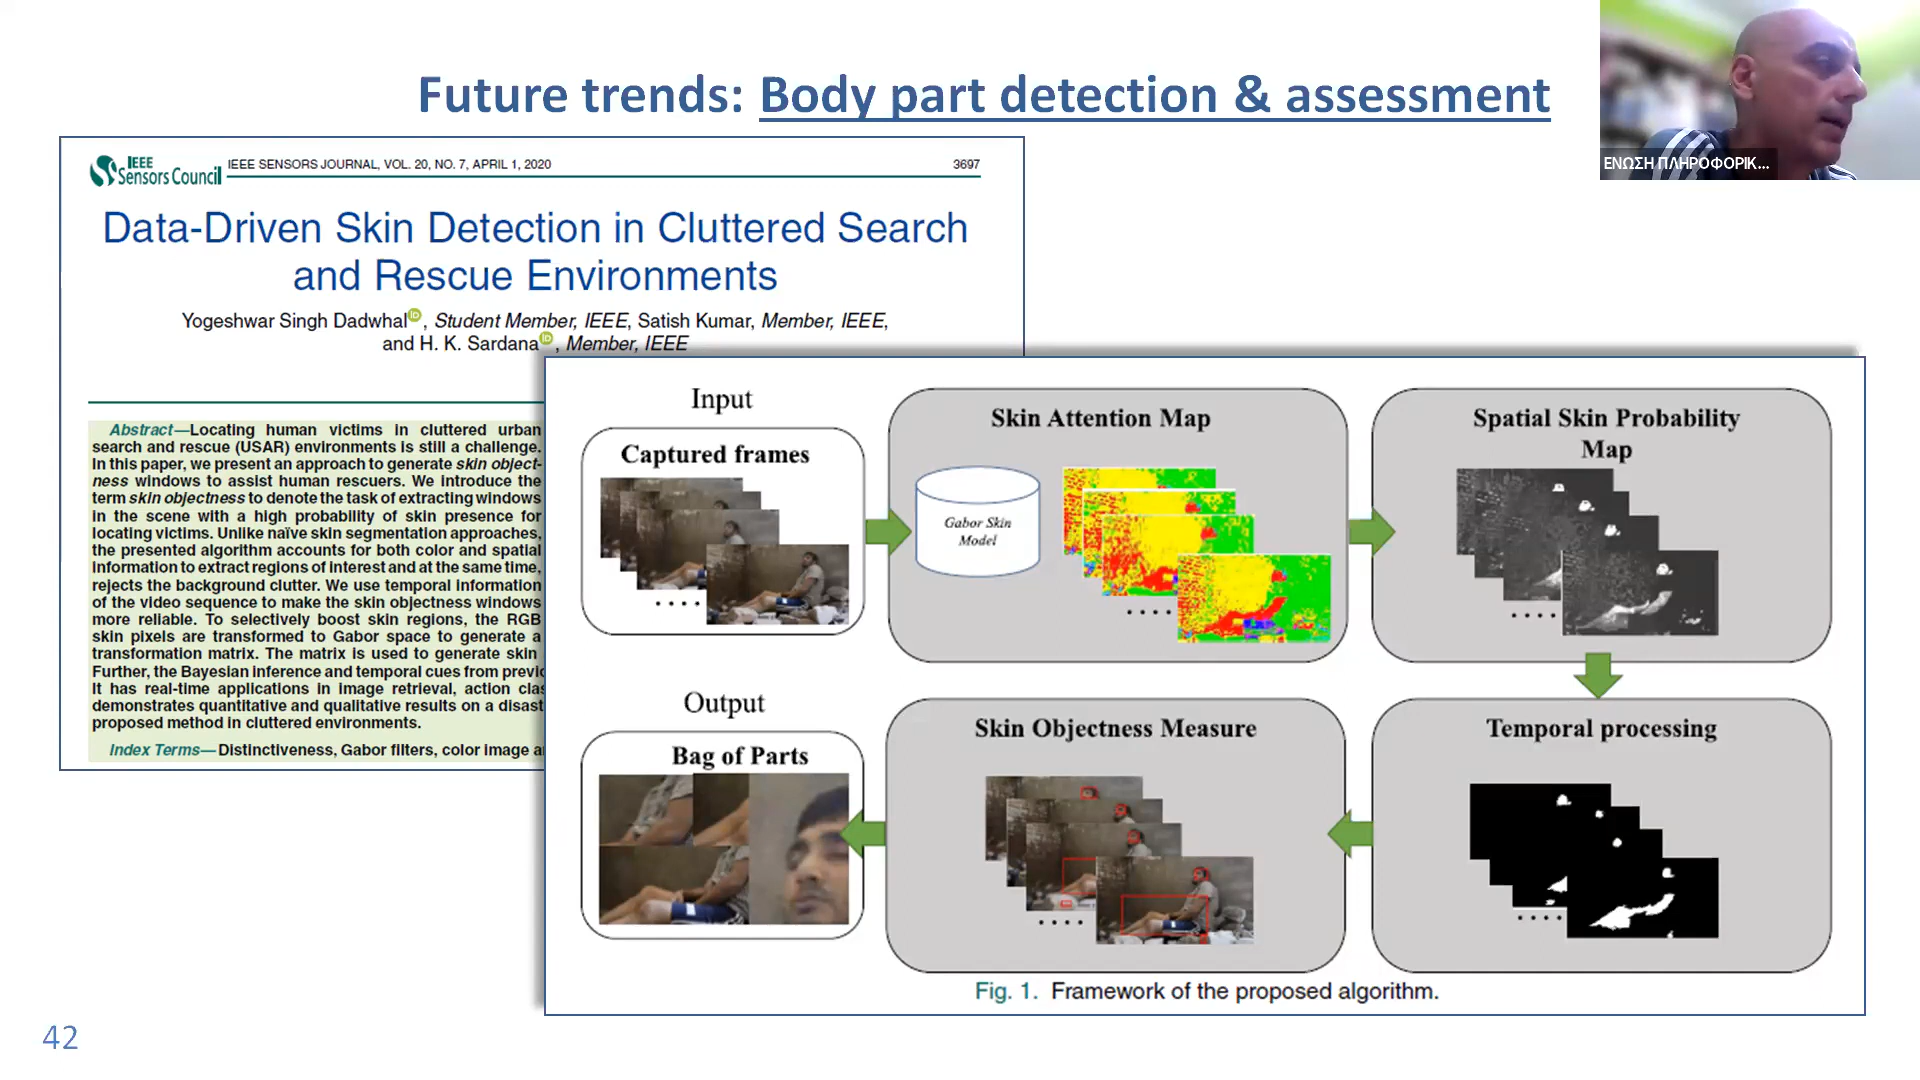 Future trends: Body part detection & assessment
ΕΝΩΣΗ ΠΛΗΡΟΦΟΡΙΚ...
IEEE
Sensors Council
IEEE SENSORS JOURNAL, VOL. 20, NO. 7, APRIL 1, 2020
3697
Data-Driven Skin Detection in Cluttered Search
and Rescue Environments
Yogeshwar Singh Dadwhal, Student Member, IEEE, Satish Kumar, Member, IEEE,
and H. K. Sardana, Member, IEEE
Abstract—Locating human victims in cluttered urban
search and rescue (USAR) environments is still a challenge.
In this paper, we present an approach to generate skin object-
ness windows to assist human rescuers. We introduce the
term skin objectness to denote the task of extracting windows
in the scene with a high probability of skin presence for
locating victims. Unlike naïve skin segmentation approaches,
the presented algorithm accounts for both color and spatial
information to extract regions of interest and at the same time,
rejects the background clutter. We use temporal information
of the video sequence to make the skin objectness windows
more reliable. To selectively boost skin regions, the RGB
skin pixels are transformed to Gabor space to generate a
transformation matrix. The matrix is used to generate skin
Further, the Bayesian inference and temporal cues from previo
It has real-time applications in image retrieval, action clas
demonstrates quantitative and qualitative results on a disast
proposed method in cluttered environments.
Index Terms—Distinctiveness, Gabor filters, color image a
Input
Captured frames
Skin Attention Map
Gabor Skin
Model
Spatial Skin Probability
Map
Output
Bag of Parts
Skin Objectness Measure
Temporal processing
Fig. 1. Framework of the proposed algorithm.
42